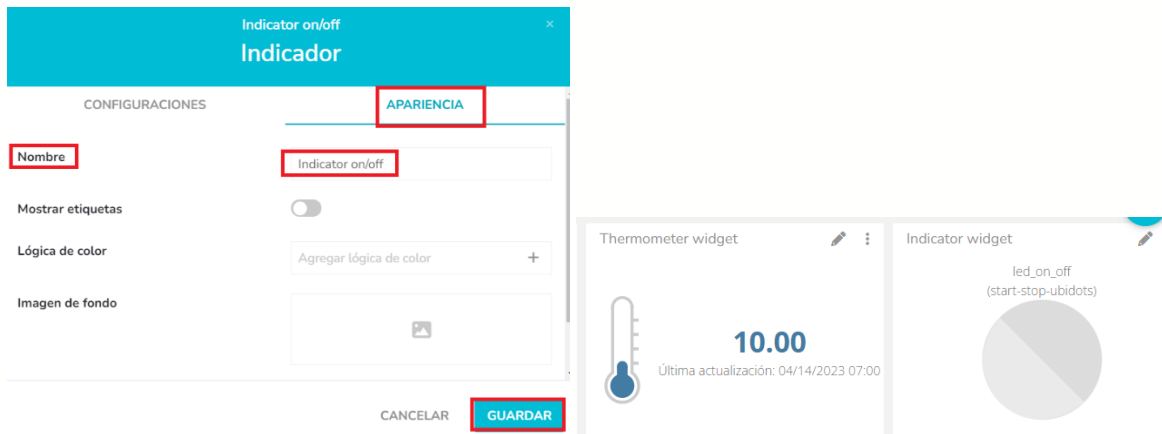 Indicator on/off
×
Indicador
CONFIGURACIONES APARIENCIA
Nombre Indicator on/off
Mostrar etiquetas
Lógica de color Agregar lógica de color +
Imagen de fondo
CANCELAR GUARDAR
Thermometer widget
10.00
Última actualización: 04/14/2023 07:00
Indicator widget
led_on_off
(start-stop-ubidots)